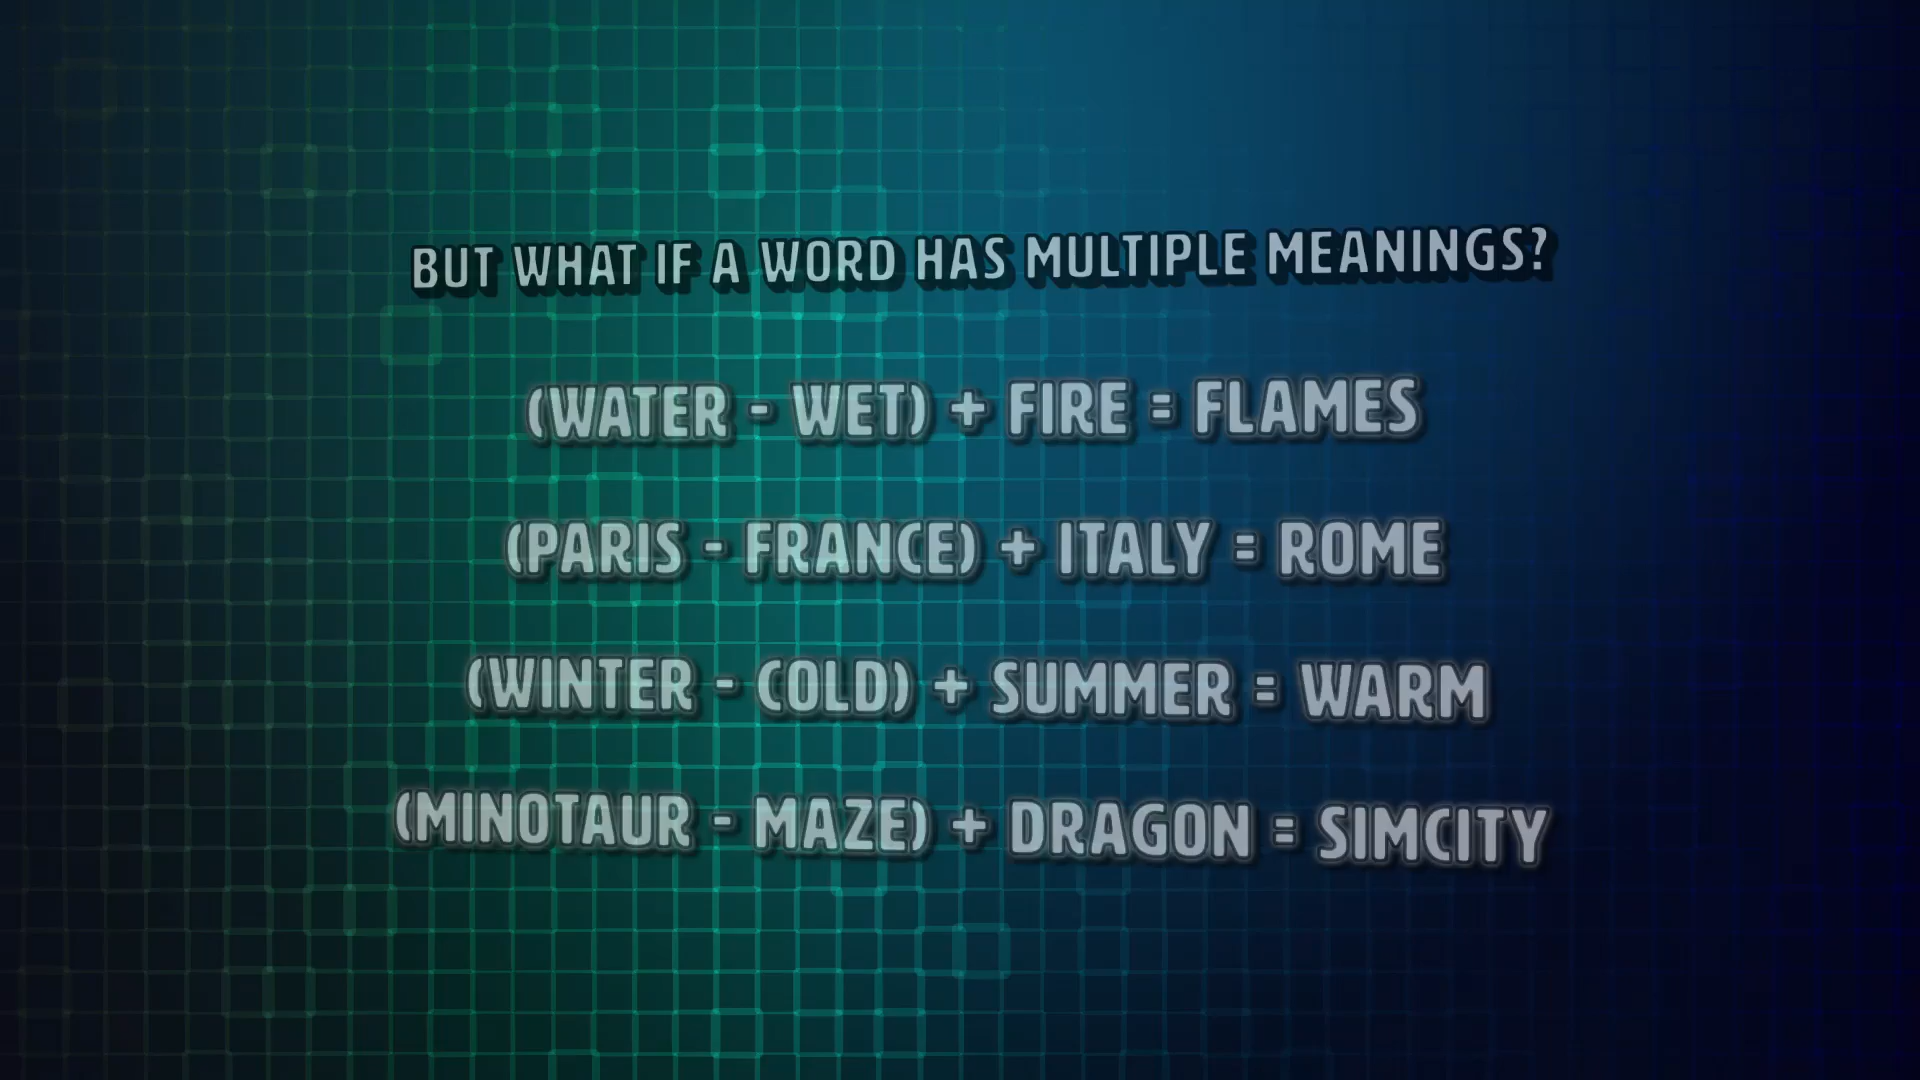 BUT WHAT IF A WORD HAS MULTIPLE MEANINGS?
(WATER - WET) + FIRE = FLAMES
(PARIS - FRANCE) + ITALY = ROME
(WINTER - COLD) + SUMMER = WARM
(MINOTAUR - MAZE) + DRAGON = SIMCITY